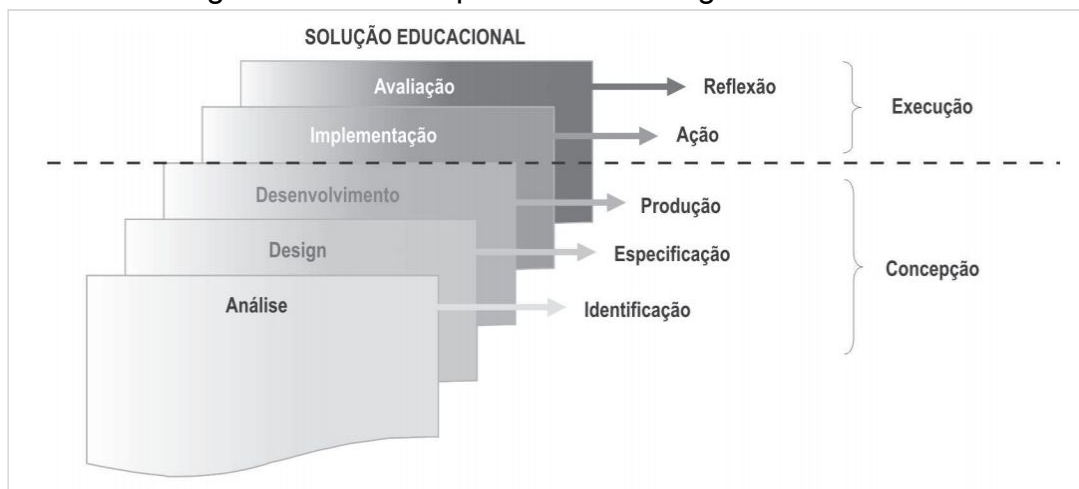 SOLUÇÃO EDUCACIONAL
Avaliação
Reflexão
Execução
Implementação
Ação
Desenvolvimento
Produção
Design
Especificação
Concepção
Análise
Identificação